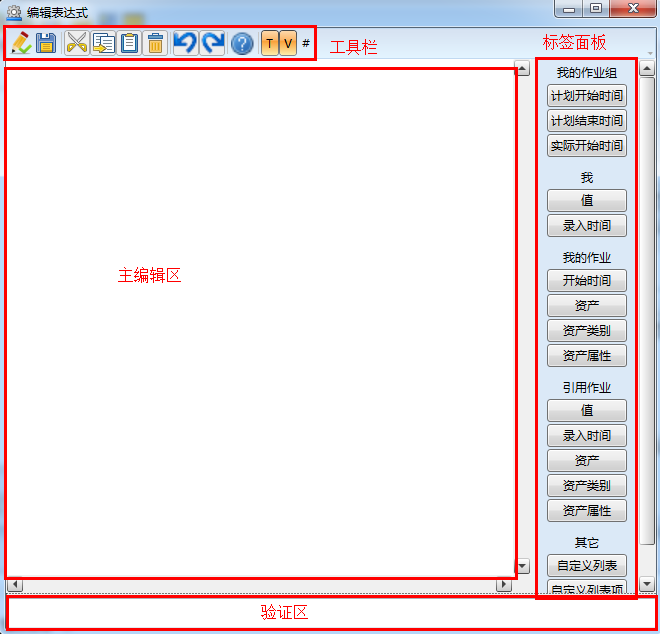 编辑表达式
T V #
工具栏
标签面板
我的作业组
计划开始时间
计划结束时间
实际开始时间
我
值
录入时间
我的作业
开始时间
资产
资产类别
资产属性
引用作业
值
录入时间
资产
资产类别
资产属性
其它
自定义列表
自定义列表项
主编辑区
验证区